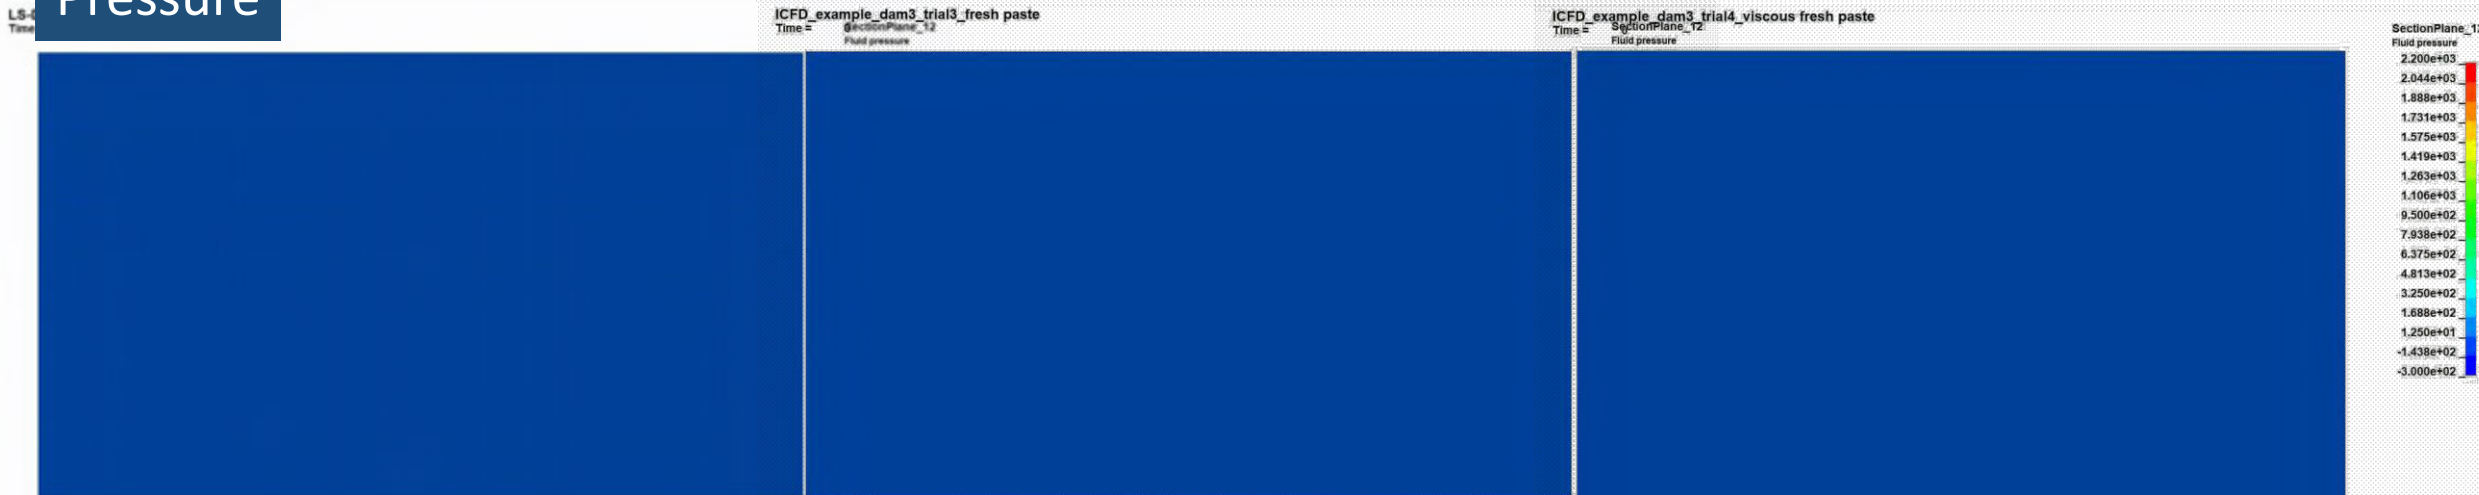 Pressure
LS-
Time
ICFD_example_dam3_trial3_fresh paste
Time =
SectionPlane_12
Fluid pressure
ICFD_example_dam3_trial4_viscous fresh paste
Time =
SectionPlane_12
Fluid pressure
SectionPlane_12
Fluid pressure
2.200e+03
2.044e+03
1.888e+03
1.731e+03
1.575e+03
1.419e+03
1.263e+03
1.106e+03
9.500e+02
7.938e+02
6.375e+02
4.813e+02
3.250e+02
1.688e+02
1.250e+01
-1.438e+02
-3.000e+02